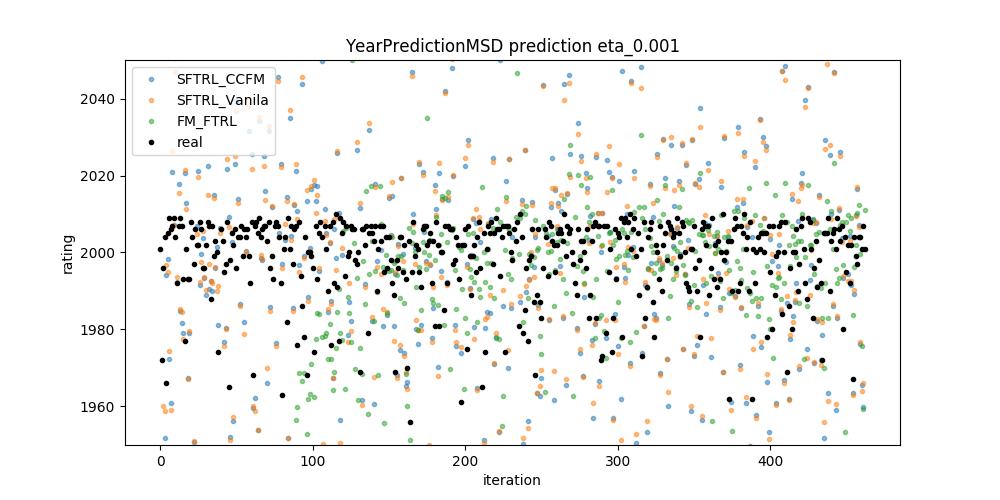 YearPredictionMSD prediction eta_0.001
SFTRL_CCFM
SFTRL_Vanila
FM_FTRL
real
rating
2040
2020
2000
1980
1960
0 100 200 300 400
iteration